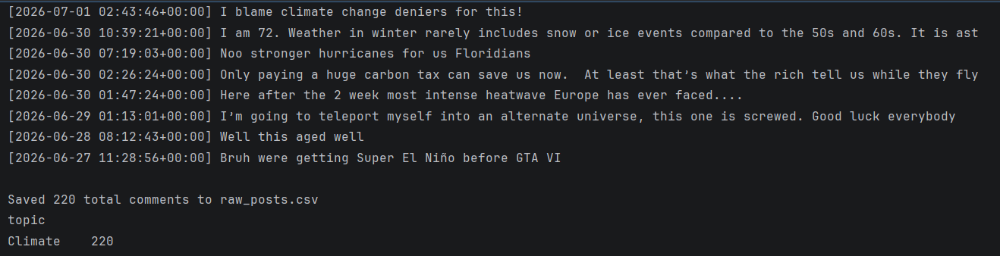 [2026-07-01 02:43:46+00:00] I blame climate change deniers for this!
[2026-06-30 10:39:21+00:00] I am 72. Weather in winter rarely includes snow or ice events compared to the 50s and 60s. It is ast
[2026-06-30 07:19:03+00:00] Noo stronger hurricanes for us Floridians
[2026-06-30 02:26:24+00:00] Only paying a huge carbon tax can save us now.  At least that’s what the rich tell us while they fly
[2026-06-30 01:47:24+00:00] Here after the 2 week most intense heatwave Europe has ever faced....
[2026-06-29 01:13:01+00:00] I’m going to teleport myself into an alternate universe, this one is screwed. Good luck everybody
[2026-06-28 08:12:43+00:00] Well this aged well
[2026-06-27 11:28:56+00:00] Bruh were getting Super El Niño before GTA VI
Saved 220 total comments to raw_posts.csv
topic
Climate    220